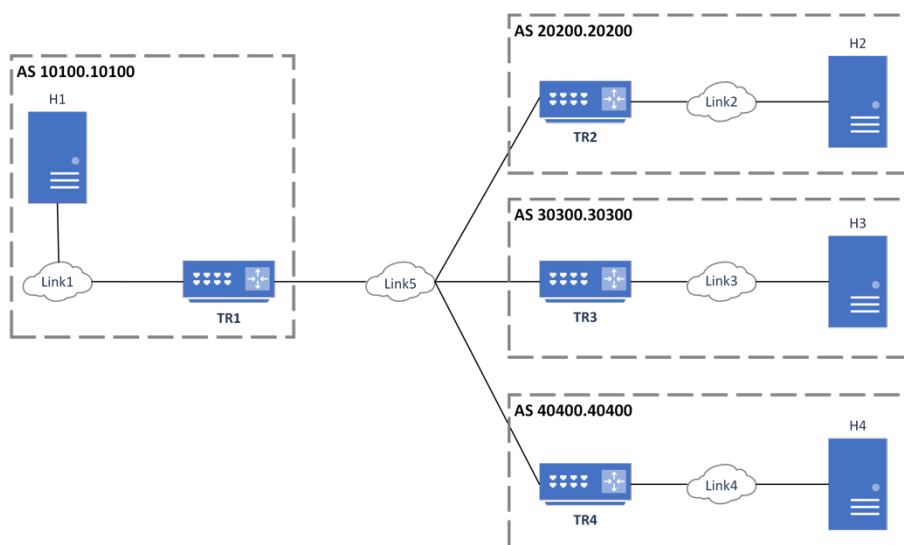 AS 10100.10100
H1
Link1
TR1
Link5
AS 20200.20200
H2
TR2
Link2
AS 30300.30300
H3
TR3
Link3
AS 40400.40400
H4
TR4
Link4